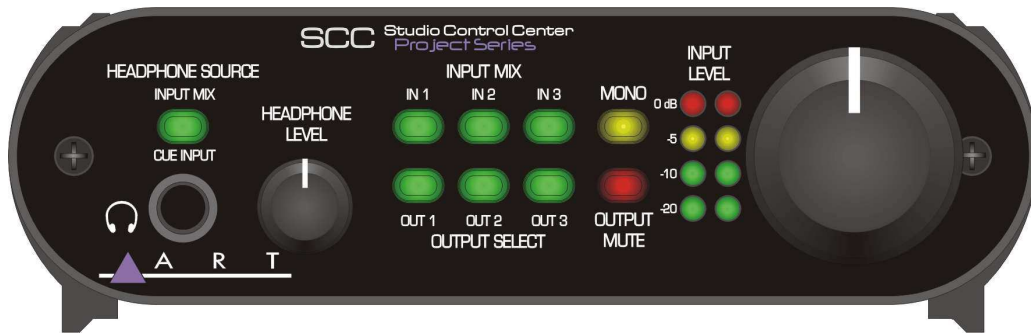 SCC Studio Control Center
Project Series
HEADPHONE SOURCE
INPUT MIX
CUE INPUT
HEADPHONE
LEVEL
INPUT MIX
IN 1 IN 2 IN 3
MONO
OUT 1 OUT 2 OUT 3
OUTPUT SELECT
OUTPUT
MUTE
INPUT
LEVEL
0 dB
-5
-10
-20
A R T